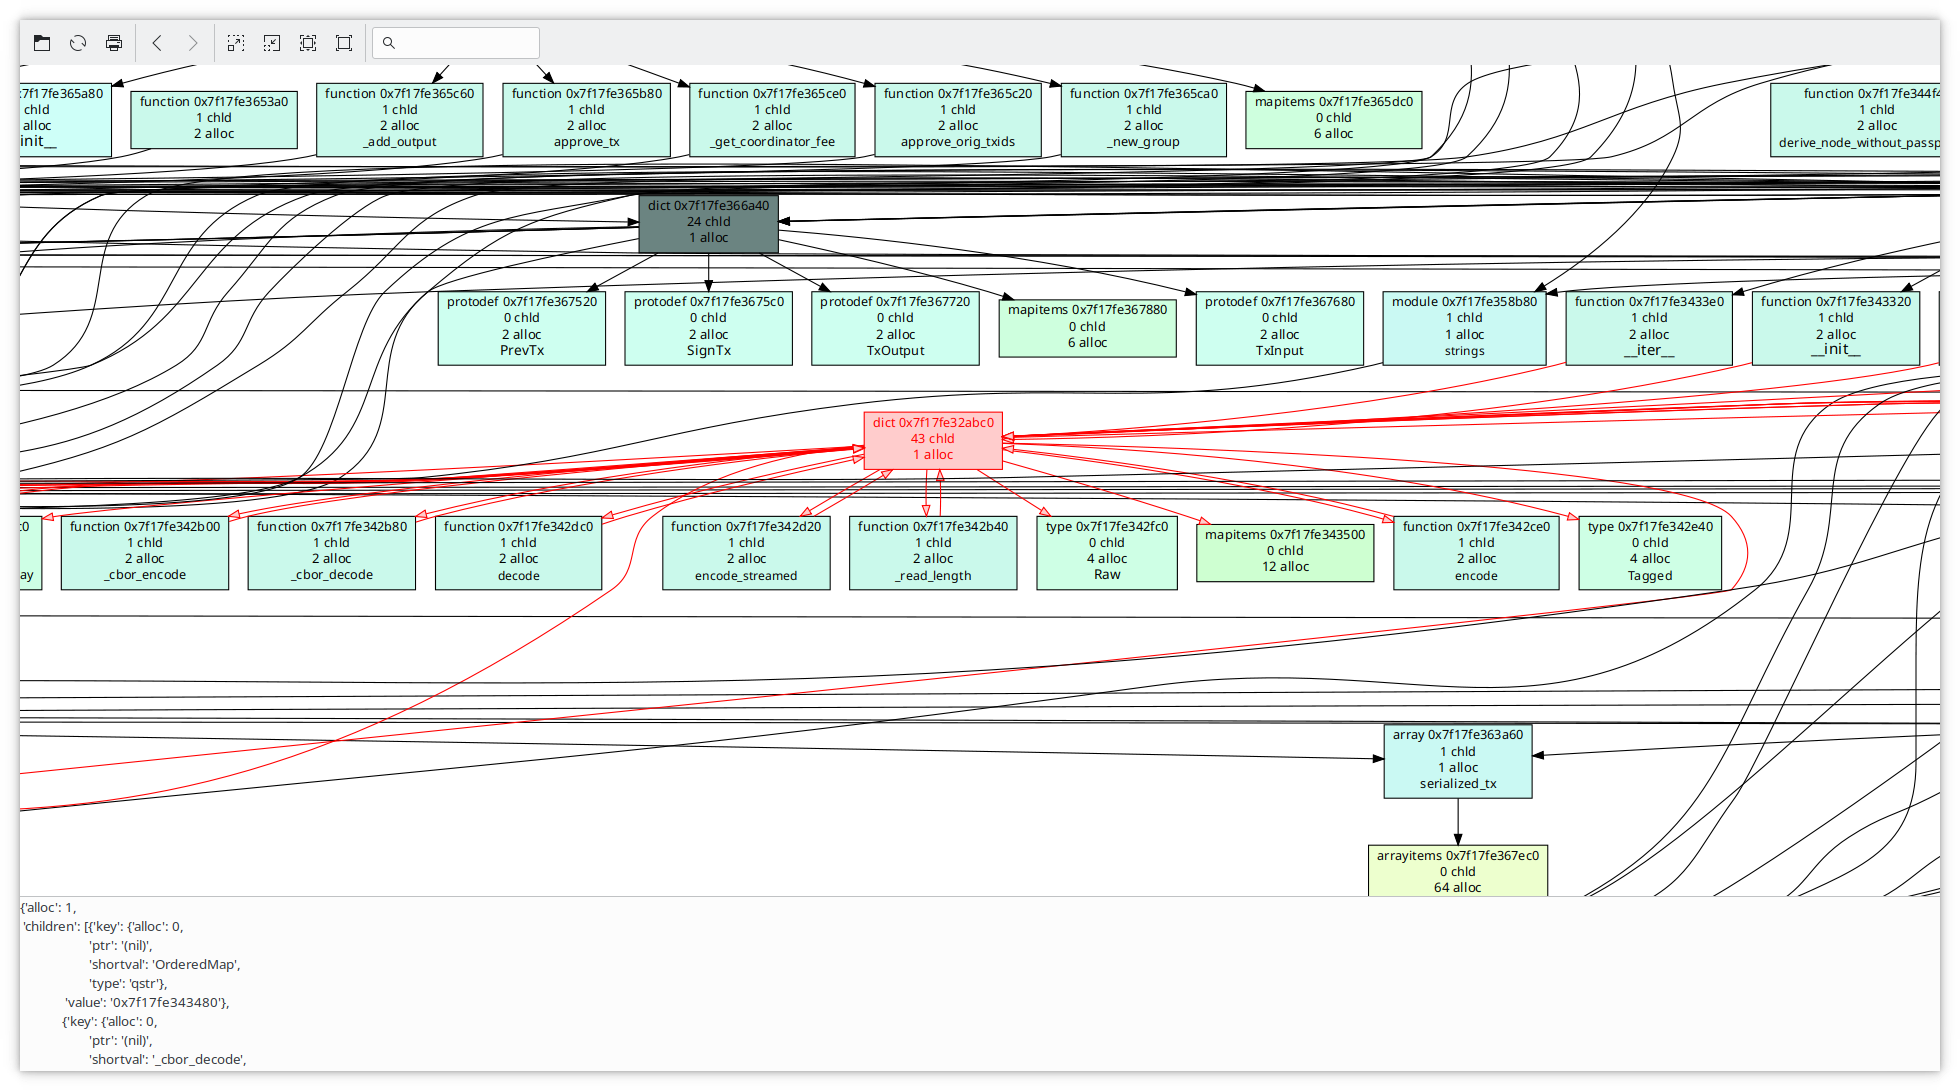 :7f17fe365a80
chld
alloc
init__
function 0x7f17fe3653a0
1 chld
2 alloc
function 0x7f17fe365c60
1 chld
2 alloc
_add_output
function 0x7f17fe365b80
1 chld
2 alloc
approve_tx
function 0x7f17fe365ce0
1 chld
2 alloc
_get_coordinator_fee
function 0x7f17fe365c20
1 chld
2 alloc
approve_orig_txids
function 0x7f17fe365ca0
1 chld
2 alloc
_new_group
mapitems 0x7f17fe365dc0
0 chld
6 alloc
function 0x7f17fe344f4
1 chld
2 alloc
derive_node_without_passp
dict 0x7f17fe366a40
24 chld
1 alloc
protodef 0x7f17fe367520
0 chld
2 alloc
PrevTx
protodef 0x7f17fe3675c0
0 chld
2 alloc
SignTx
protodef 0x7f17fe367720
0 chld
2 alloc
TxOutput
mapitems 0x7f17fe367880
0 chld
6 alloc
protodef 0x7f17fe367680
0 chld
2 alloc
TxInput
module 0x7f17fe358b80
1 chld
1 alloc
strings
function 0x7f17fe3433e0
1 chld
2 alloc
__iter__
function 0x7f17fe343320
1 chld
2 alloc
__init__
dict 0x7f17fe32abc0
43 chld
1 alloc
:0
ay
function 0x7f17fe342b00
1 chld
2 alloc
_cbor_encode
function 0x7f17fe342b80
1 chld
2 alloc
_cbor_decode
function 0x7f17fe342dc0
1 chld
2 alloc
decode
function 0x7f17fe342d20
1 chld
2 alloc
encode_streamed
function 0x7f17fe342b40
1 chld
2 alloc
_read_length
type 0x7f17fe342fc0
0 chld
4 alloc
Raw
mapitems 0x7f17fe343500
0 chld
12 alloc
function 0x7f17fe342ce0
1 chld
2 alloc
encode
type 0x7f17fe342e40
0 chld
4 alloc
Tagged
array 0x7f17fe363a60
1 chld
1 alloc
serialized_tx
arrayitems 0x7f17fe367ec0
0 chld
64 alloc
{'alloc': 1,
'children': [{'key': {'alloc': 0,
'ptr': '(nil)',
'shortval': 'OrderedMap',
'type': 'qstr'},
'value': '0x7f17fe343480'},
{'key': {'alloc': 0,
'ptr': '(nil)',
'shortval': '_cbor_decode',